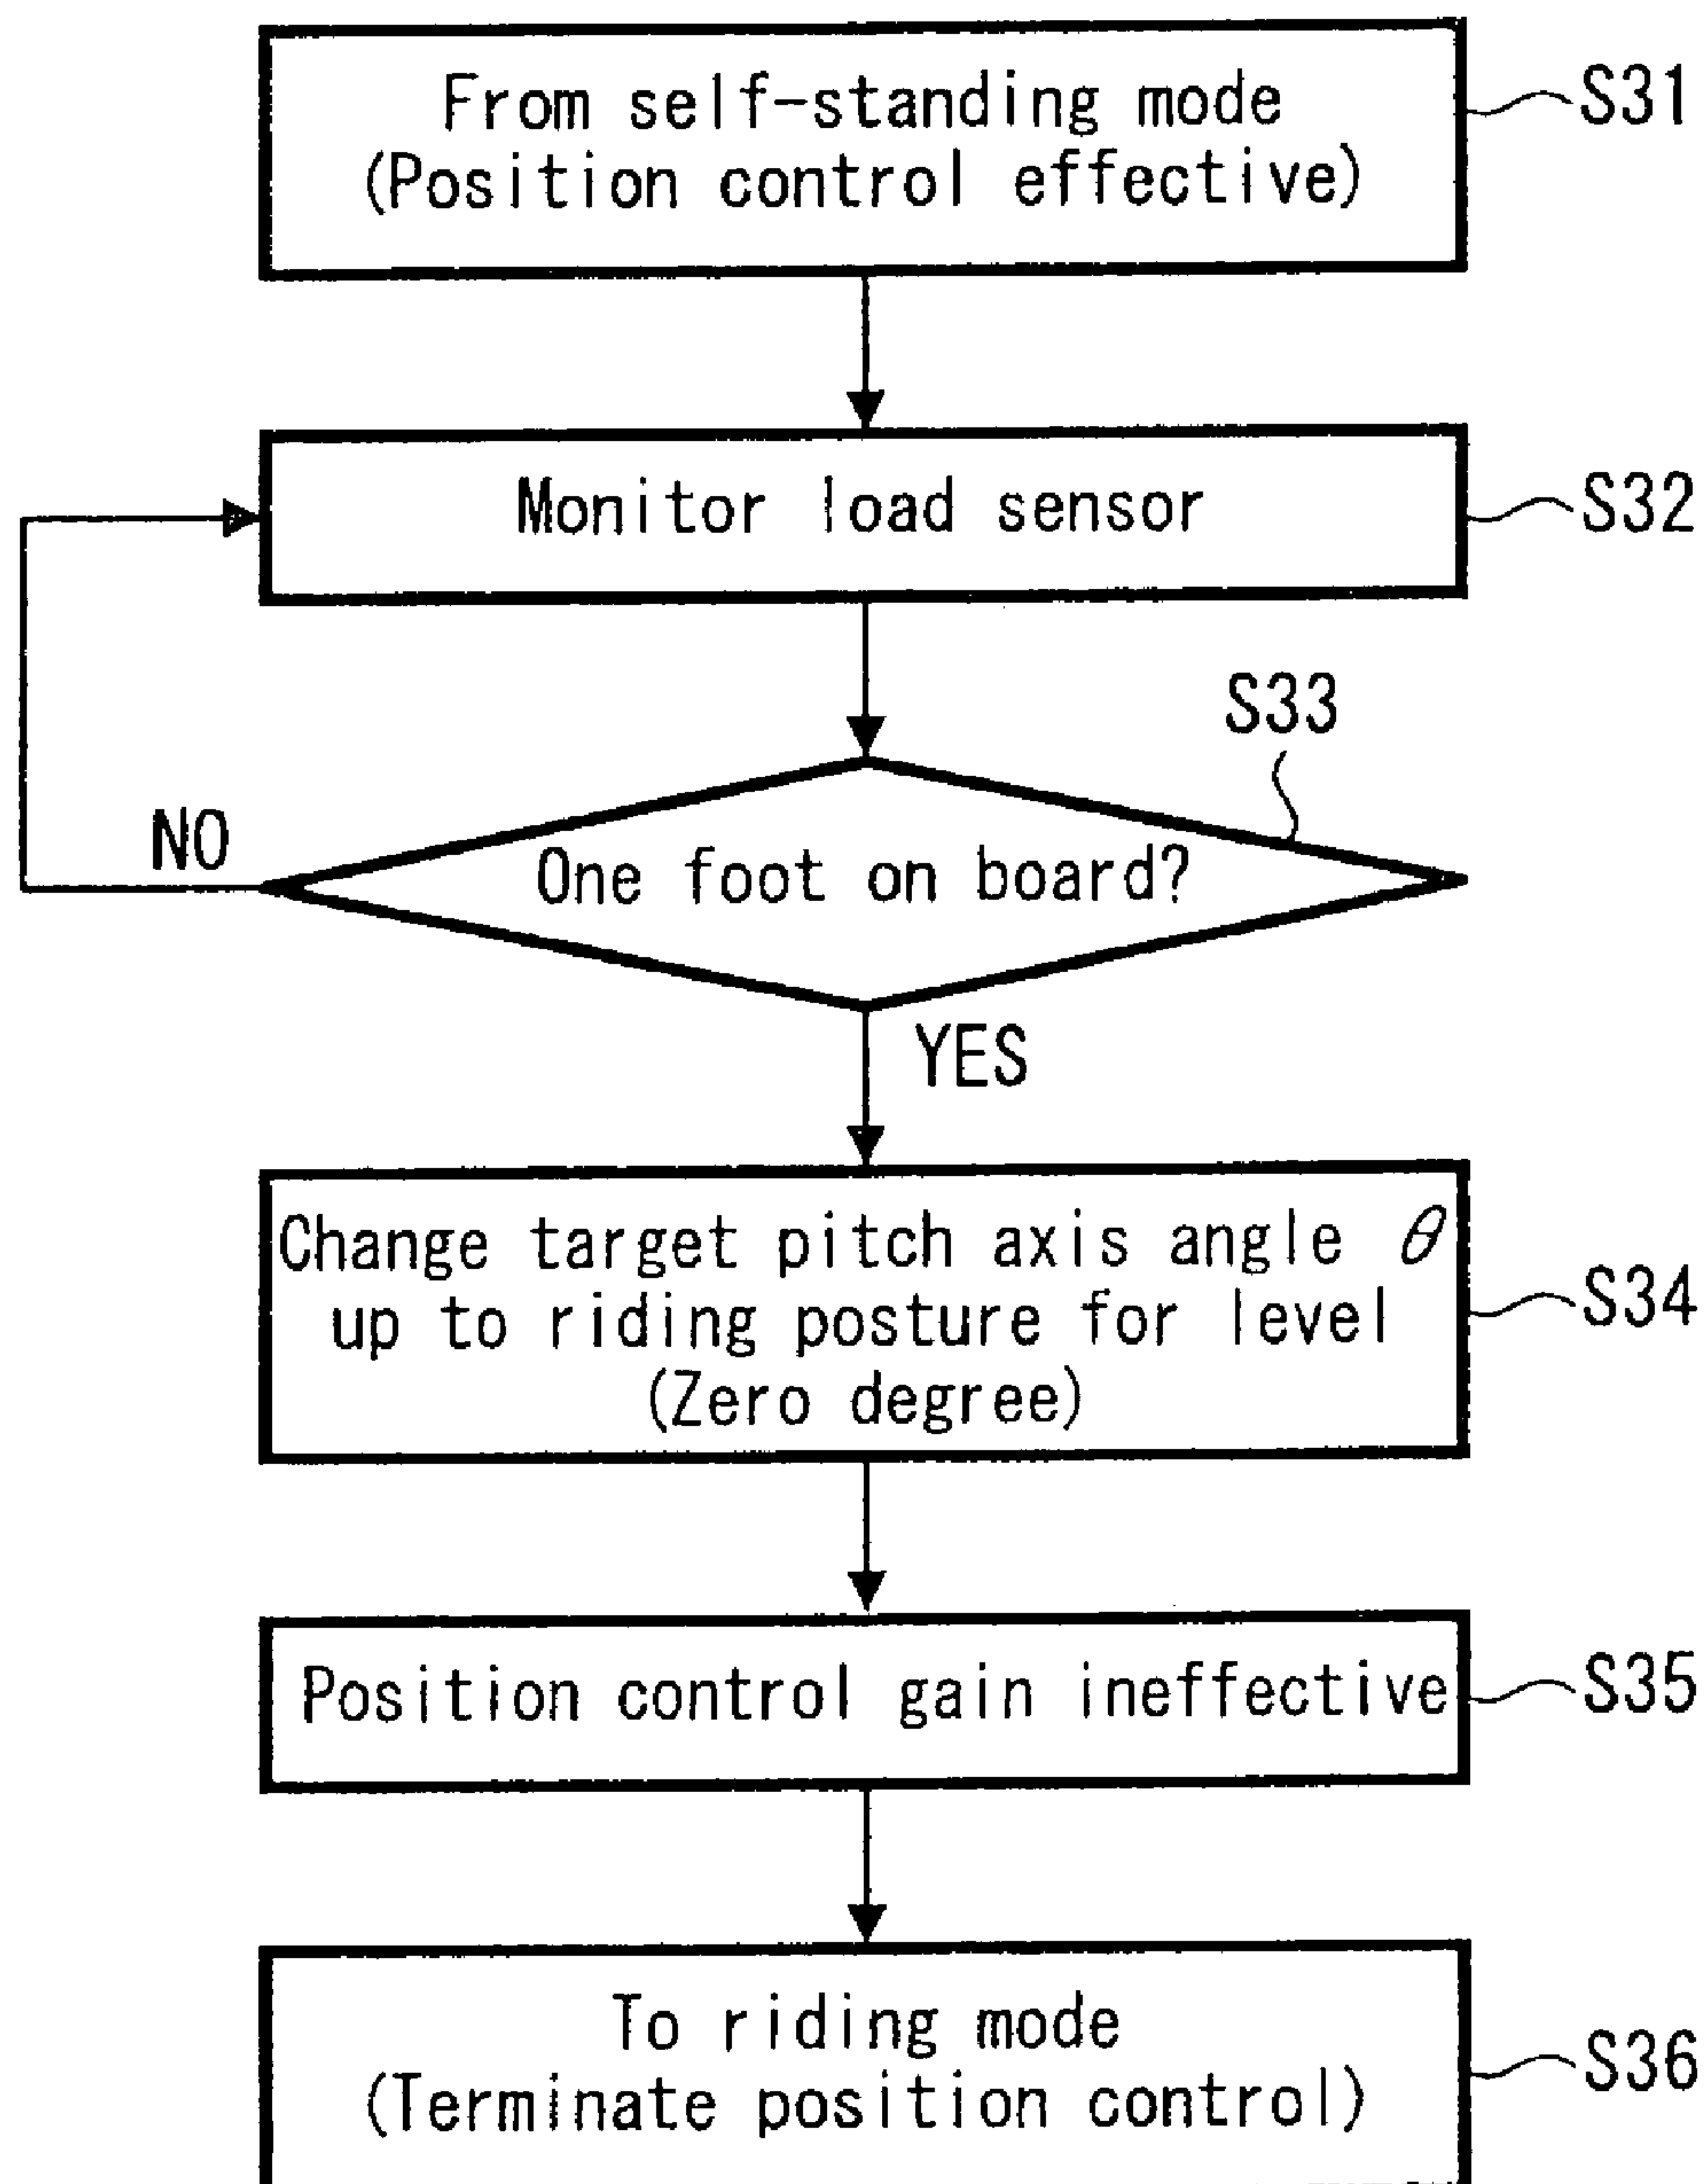 From self-standing mode
(Position control effective)
S31
Monitor load sensor
S32
S33
One foot on board?
NO
YES
Change target pitch axis angle θ
up to riding posture for level
(Zero degree)
S34
Position control gain ineffective
S35
To riding mode
(Terminate position control)
S36